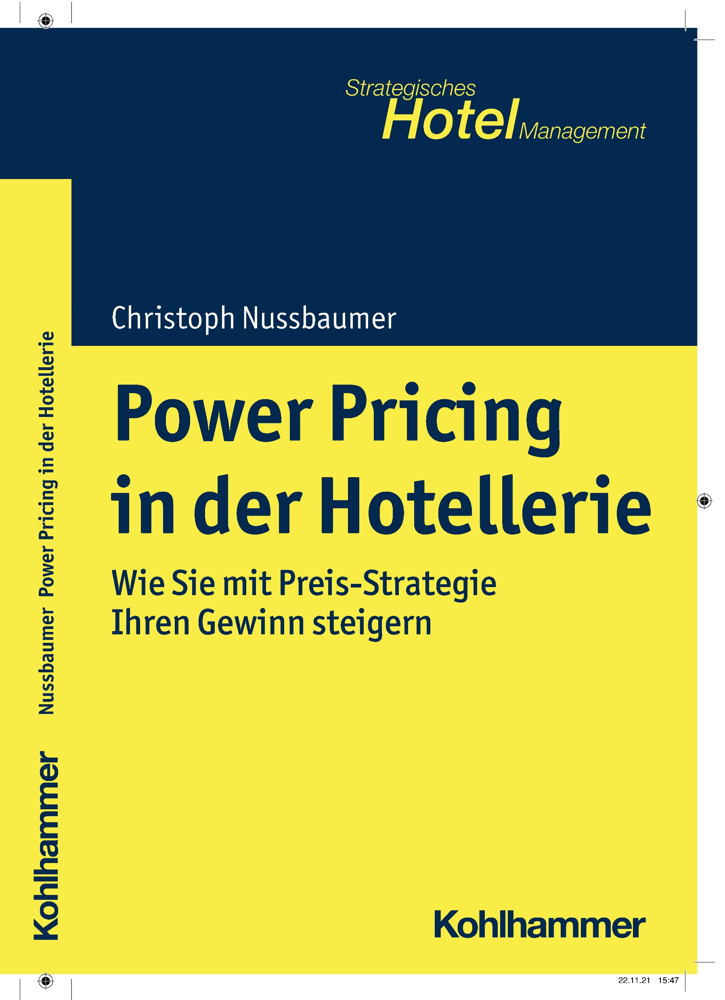 Strategisches
Hotel Management
Christoph Nussbaumer
Power Pricing
in der Hotellerie
Wie Sie mit Preis-Strategie
Ihren Gewinn steigern
Kohlhammer
Nussbaumer Power Pricing in der Hotellerie
Kohlhammer
22.11.21 15:47